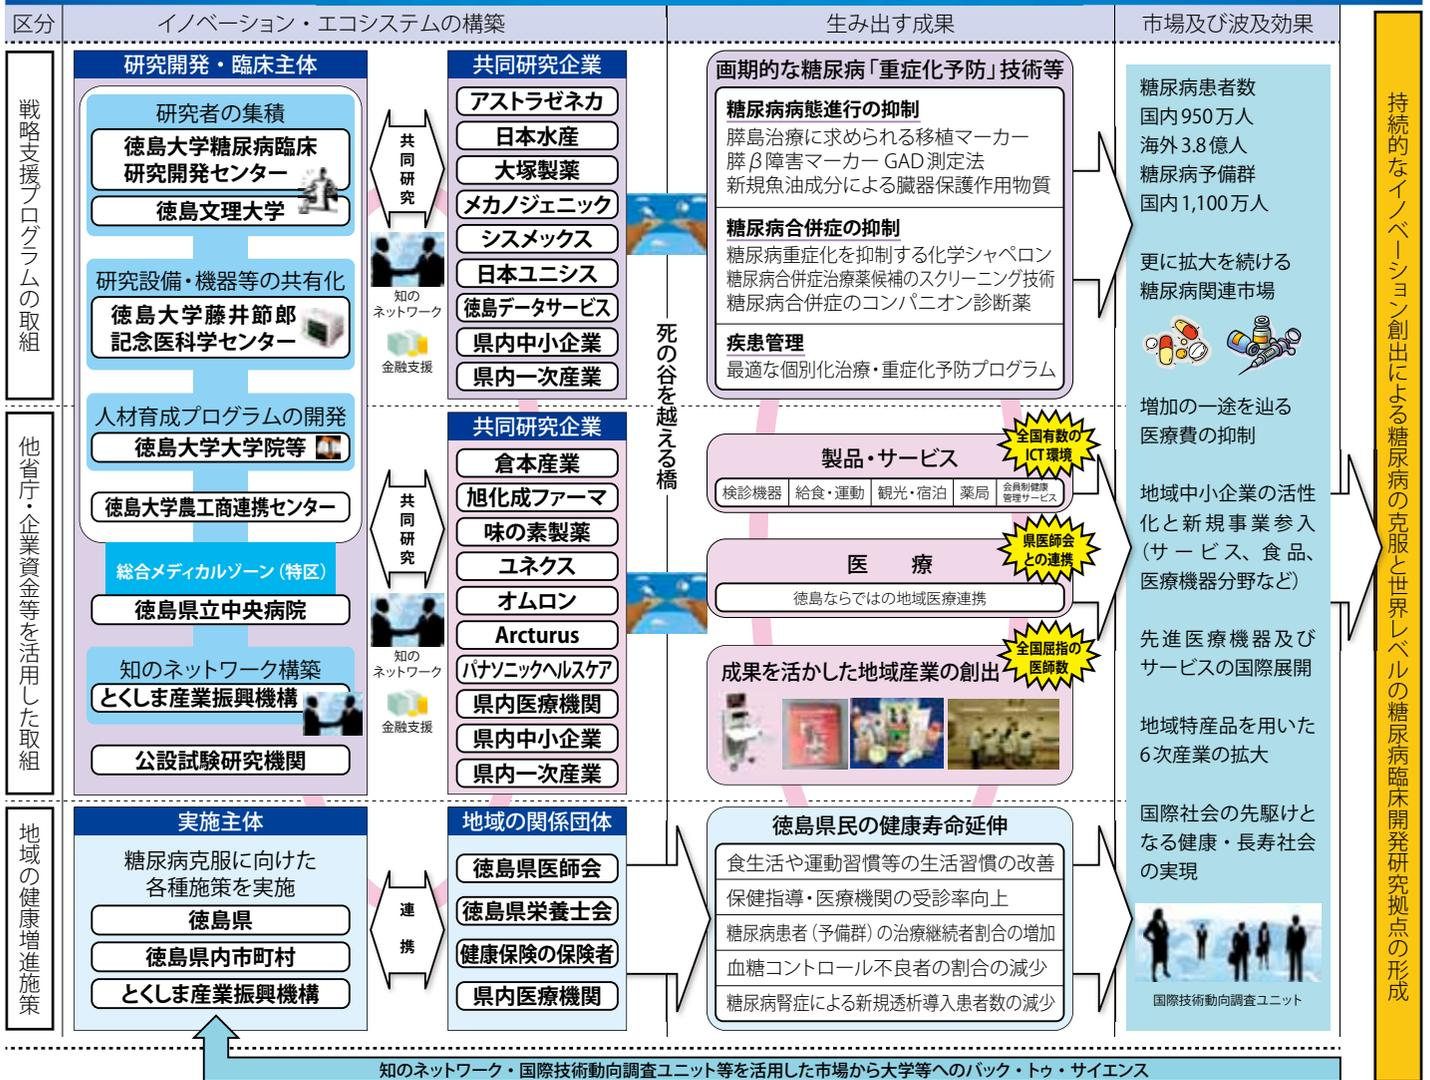 区分
イノベーション・エコシステムの構築
生み出す成果
市場及び波及効果
戦略支援プログラムの取組
研究開発・臨床主体
研究者の集積
徳島大学糖尿病臨床
研究開発センター
徳島文理大学
研究設備・機器等の共有化
徳島大学藤井節郎
記念医科学センター
人材育成プログラムの開発
徳島大学大学院等
徳島大学農工商連携センター
総合メディカルゾーン（特区）
徳島県立中央病院
知のネットワーク構築
とくしま産業振興機構
公設試験研究機関
共同研究
知の
ネットワーク
金融支援
共同研究企業
アストラゼネカ
日本水産
大塚製薬
メカノジェニック
シスメックス
日本ユニシス
徳島データサービス
県内中小企業
県内一次産業
死の谷を越える橋
画期的な糖尿病「重症化予防」技術等
糖尿病病態進行の抑制
膵島治療に求められる移植マーカー
膵β障害マーカー GAD測定法
新規魚油成分による臓器保護作用物質
糖尿病合併症の抑制
糖尿病重症化を抑制する化学シャペロン
糖尿病合併症治療薬候補のスクリーニング技術
糖尿病合併症のコンパニオン診断薬
疾患管理
最適な個別化治療・重症化予防プログラム
他省庁・企業資金等を活用した取組
共同研究
知の
ネットワーク
金融支援
共同研究企業
倉本産業
旭化成ファーマ
味の素製薬
ユネクス
オムロン
Arcturus
パナソニックヘルスケア
県内医療機関
県内中小企業
県内一次産業
全国有数の
ICT環境
製品・サービス
検診機器
給食・運動
観光・宿泊
薬局
会員制健康
管理サービス
県医師会
との連携
医　療
徳島ならではの地域医療連携
全国屈指の
医師数
成果を活かした地域産業の創出
地域の健康増進施策
実施主体
糖尿病克服に向けた
各種施策を実施
徳島県
徳島県内市町村
とくしま産業振興機構
連携
地域の関係団体
徳島県医師会
徳島県栄養士会
健康保険の保険者
県内医療機関
徳島県民の健康寿命延伸
食生活や運動習慣等の生活習慣の改善
保健指導・医療機関の受診率向上
糖尿病患者（予備群）の治療継続者割合の増加
血糖コントロール不良者の割合の減少
糖尿病腎症による新規透析導入患者数の減少
糖尿病患者数
国内950万人
海外3.8億人
糖尿病予備群
国内1,100万人
更に拡大を続ける
糖尿病関連市場
増加の一途を辿る
医療費の抑制
地域中小企業の活性
化と新規事業参入
（サービス、食品、
医療機器分野など）
先進医療機器及び
サービスの国際展開
地域特産品を用いた
6次産業の拡大
国際社会の先駆けと
なる健康・長寿社会
の実現
国際技術動向調査ユニット
持続的なイノベーション創出による糖尿病の克服と世界レベルの糖尿病臨床開発研究拠点の形成
知のネットワーク・国際技術動向調査ユニット等を活用した市場から大学等へのバック・トゥ・サイエンス